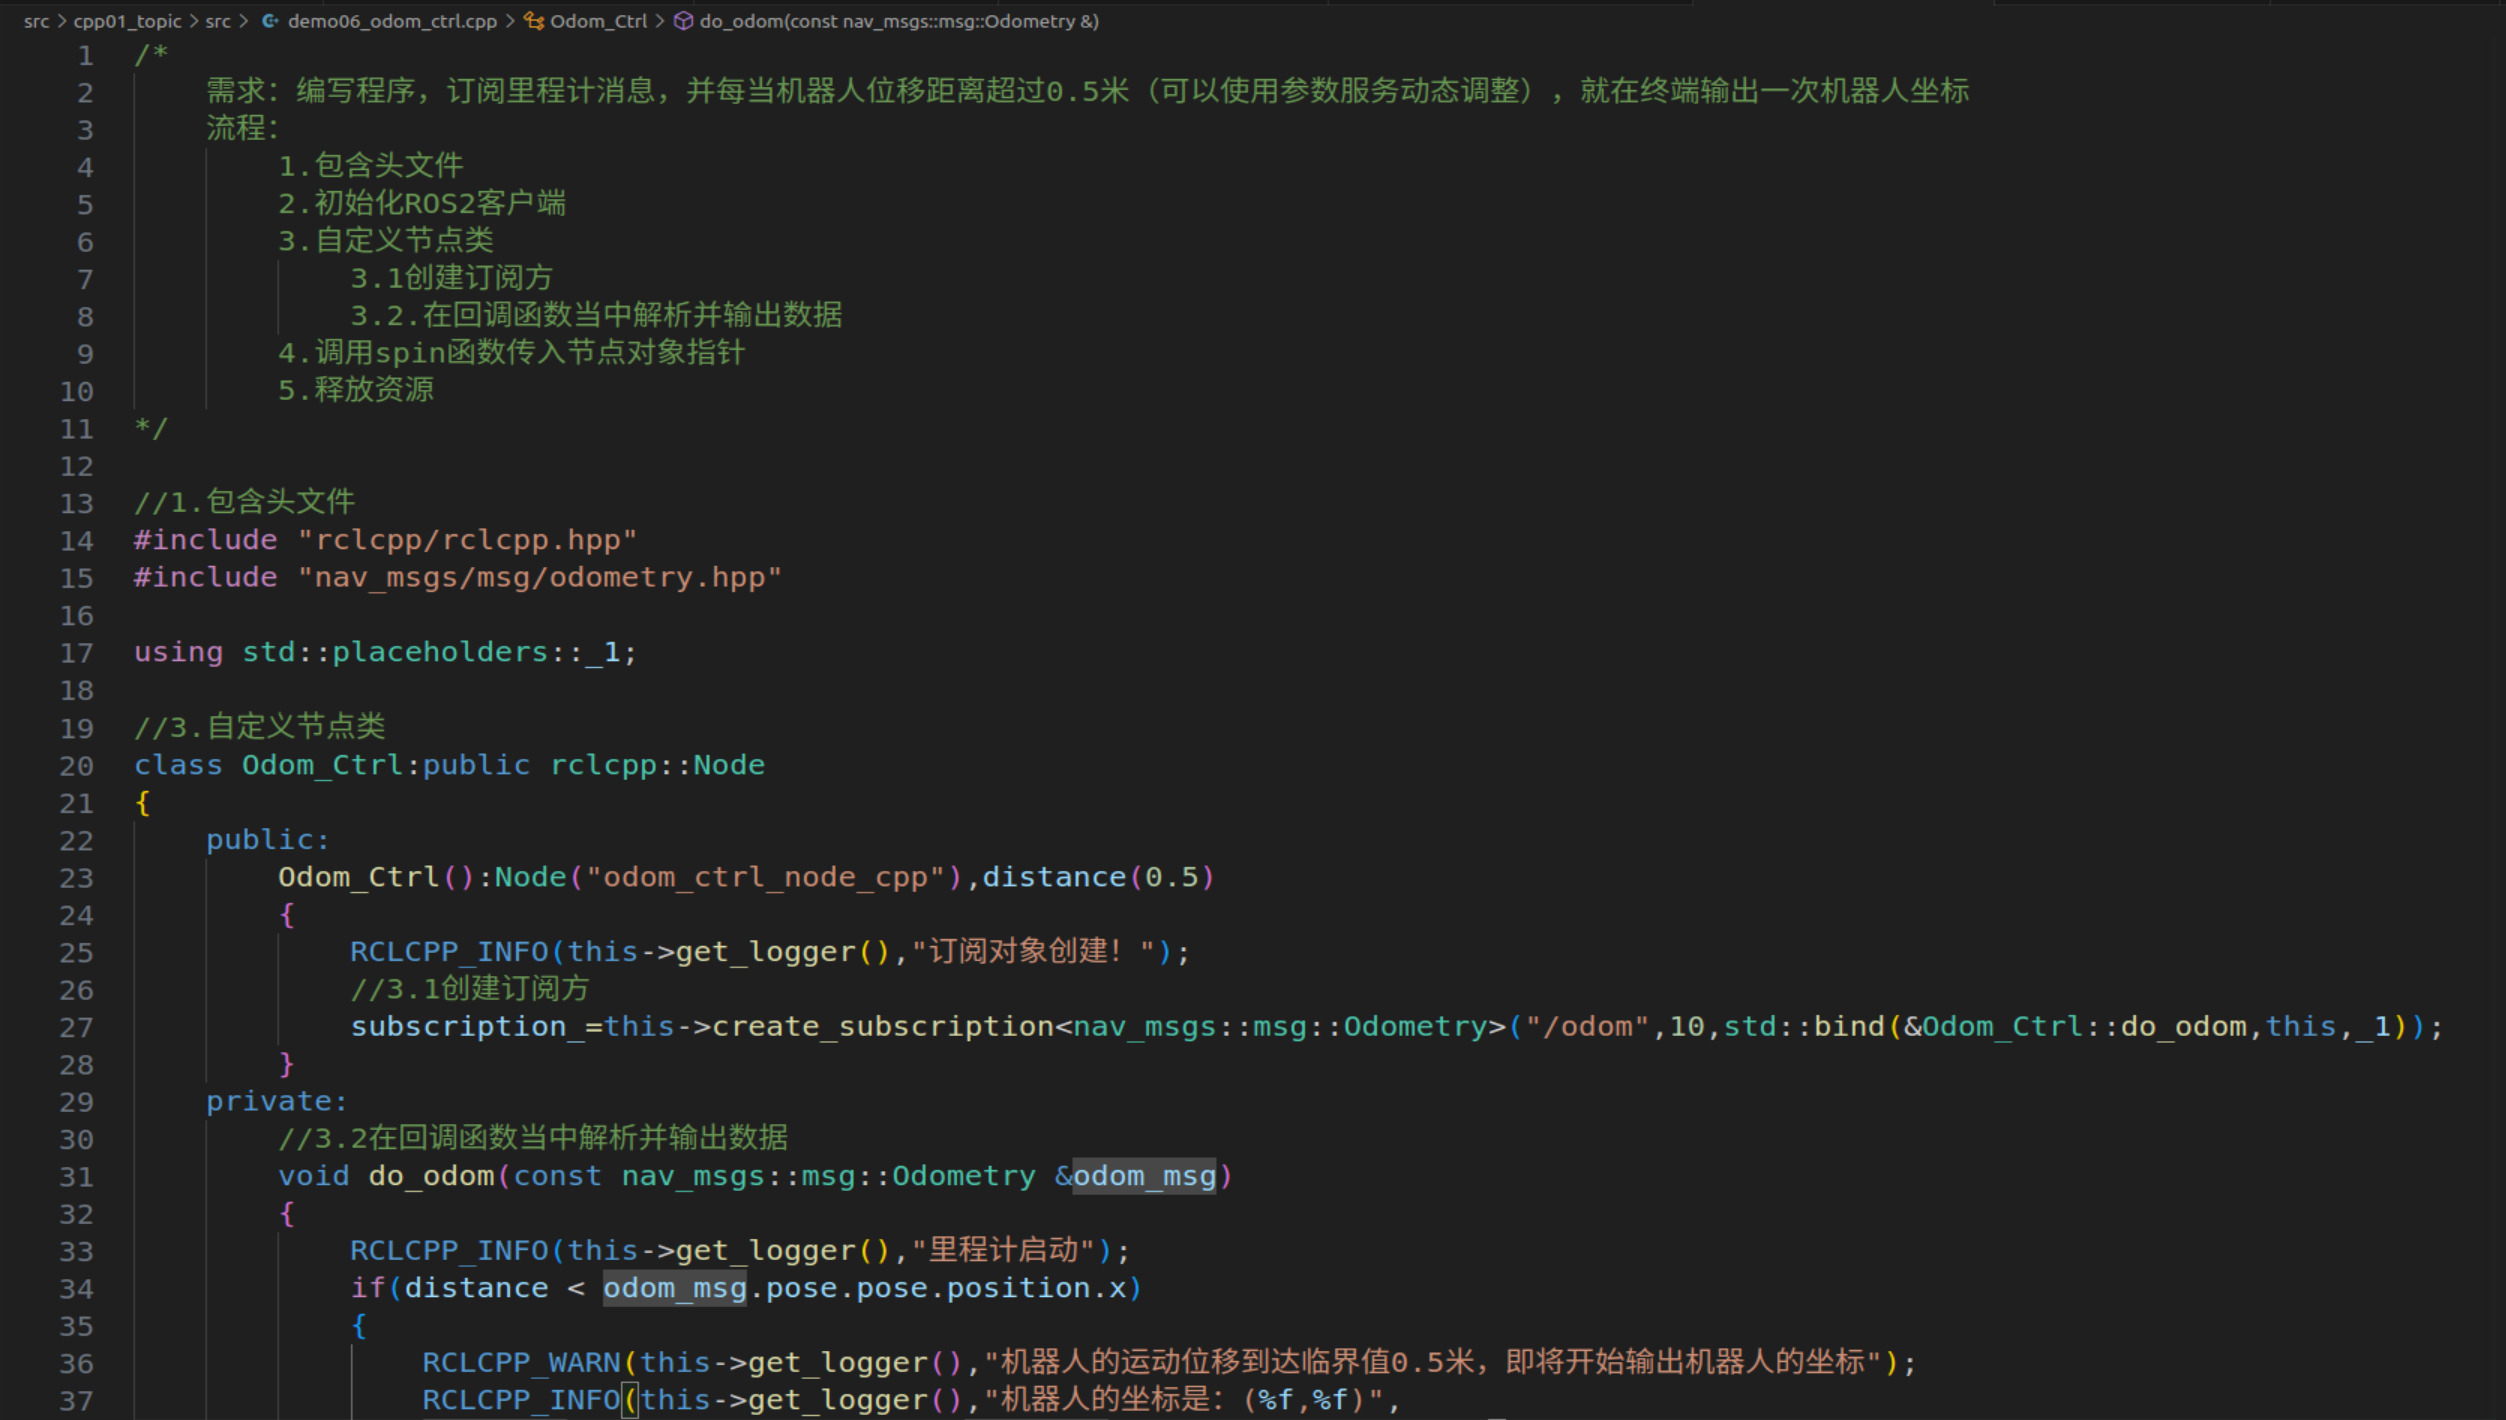 src > cpp01_topic > src > demo06_odom_ctrl.cpp > Odom_Ctrl > do_odom(const nav_msgs::msg::Odometry &)
1 /*
2     需求：编写程序，订阅里程计消息，并每当机器人位移距离超过0.5米（可以使用参数服务动态调整），就在终端输出一次机器人坐标
3     流程：
4         1.包含头文件
5         2.初始化ROS2客户端
6         3.自定义节点类
7             3.1创建订阅方
8             3.2.在回调函数当中解析并输出数据
9         4.调用spin函数传入节点对象指针
10         5.释放资源
11 */
12
13 //1.包含头文件
14 #include "rclcpp/rclcpp.hpp"
15 #include "nav_msgs/msg/odometry.hpp"
16
17 using std::placeholders::_1;
18
19 //3.自定义节点类
20 class Odom_Ctrl:public rclcpp::Node
21 {
22     public:
23         Odom_Ctrl():Node("odom_ctrl_node_cpp"),distance(0.5)
24         {
25             RCLCPP_INFO(this->get_logger(),"订阅对象创建！");
26             //3.1创建订阅方
27             subscription_=this->create_subscription<nav_msgs::msg::Odometry>("/odom",10,std::bind(&Odom_Ctrl::do_odom,this,_1));
28         }
29     private:
30         //3.2在回调函数当中解析并输出数据
31         void do_odom(const nav_msgs::msg::Odometry &odom_msg)
32         {
33             RCLCPP_INFO(this->get_logger(),"里程计启动");
34             if(distance < odom_msg.pose.pose.position.x)
35             {
36                 RCLCPP_WARN(this->get_logger(),"机器人的运动位移到达临界值0.5米，即将开始输出机器人的坐标");
37                 RCLCPP_INFO(this->get_logger(),"机器人的坐标是：(%f,%f)",